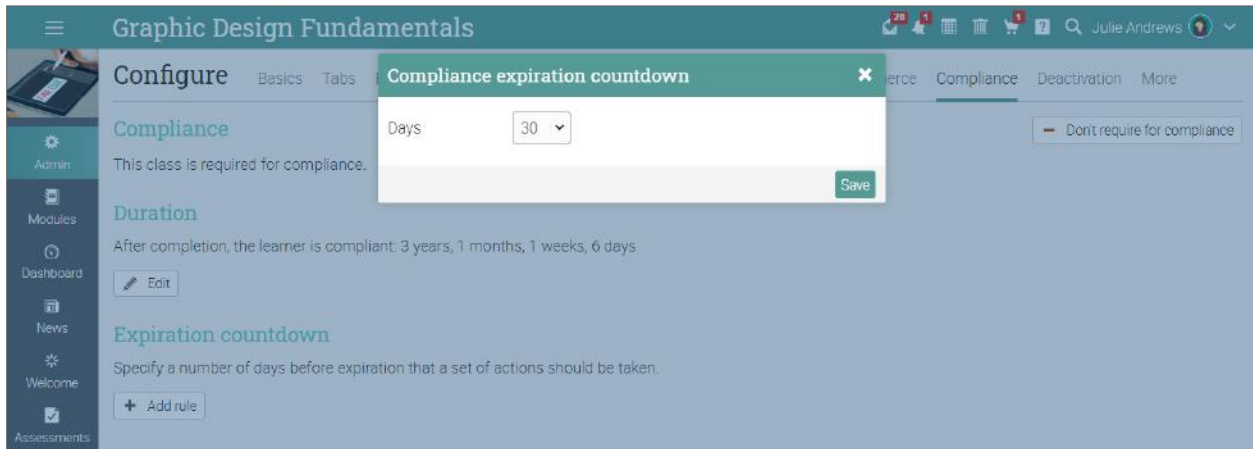 Graphic Design Fundamentals
28
1
1
?
Julie Andrews
Configure
Basics
Tabs
Compliance expiration countdown
Compliance
Deactivation
More
Days
30
Save
Admin
Modules
Dashboard
News
Welcome
Assessments
Compliance
Don't require for compliance
This class is required for compliance.
Duration
After completion, the learner is compliant: 3 years, 1 months, 1 weeks, 6 days
Edit
Expiration countdown
Specify a number of days before expiration that a set of actions should be taken.
Add rule